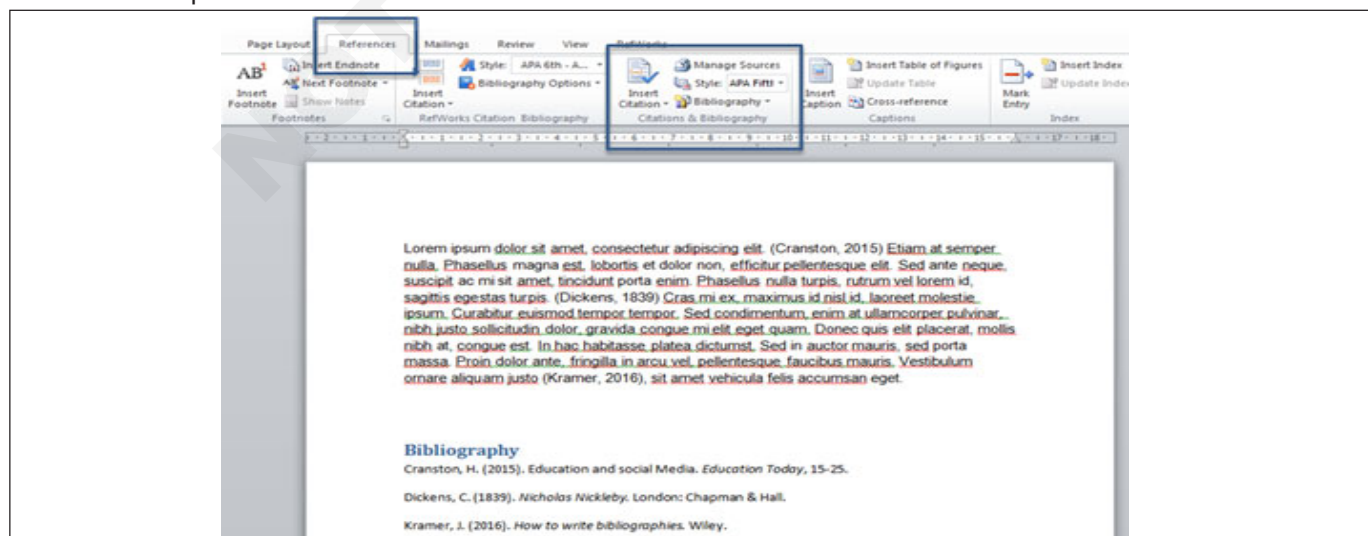 Page Layout References Mailings Review View RefWorks
AB1 Insert Endnote Style: APA 6th - A... Manage Sources Insert Table of Figures Insert Index
AB Next Footnote Bibliography Options Style: APA Fifth Update Table Update Index
Insert Footnote Show Notes Insert Citation Insert Citation Bibliography Insert Caption Cross-reference Mark Entry
Footnotes RefWorks Citation Bibliography Citations & Bibliography Captions Index
Lorem ipsum dolor sit amet, consectetur adipiscing elit. (Cranston, 2015) Etiam at semper
nulla. Phasellus magna est, lobortis et dolor non, efficitur pellentesque elit. Sed ante neque,
suscipit ac mi sit amet, tincidunt porta enim. Phasellus nulla turpis, rutrum vel lorem id,
sagittis egestas turpis. (Dickens, 1839) Cras mi ex, maximus id nisl id, laoreet molestie
ipsum. Curabitur euismod tempor tempor. Sed condimentum, enim at ullamcorper pulvinar,
nibh justo sollicitudin dolor, gravida congue mi elit eget quam. Donec quis elit placerat, mollis
nibh at, congue est. In hac habitasse platea dictumst. Sed in auctor mauris, sed porta
massa. Proin dolor ante, fringilla in arcu vel, pellentesque faucibus mauris. Vestibulum
ornare aliquam justo (Kramer, 2016), sit amet vehicula felis accumsan eget.
Bibliography
Cranston, H. (2015). Education and social Media. Education Today, 15-25.
Dickens, C. (1839). Nicholas Nickleby. London: Chapman & Hall.
Kramer, J. (2016). How to write bibliographies. Wiley.